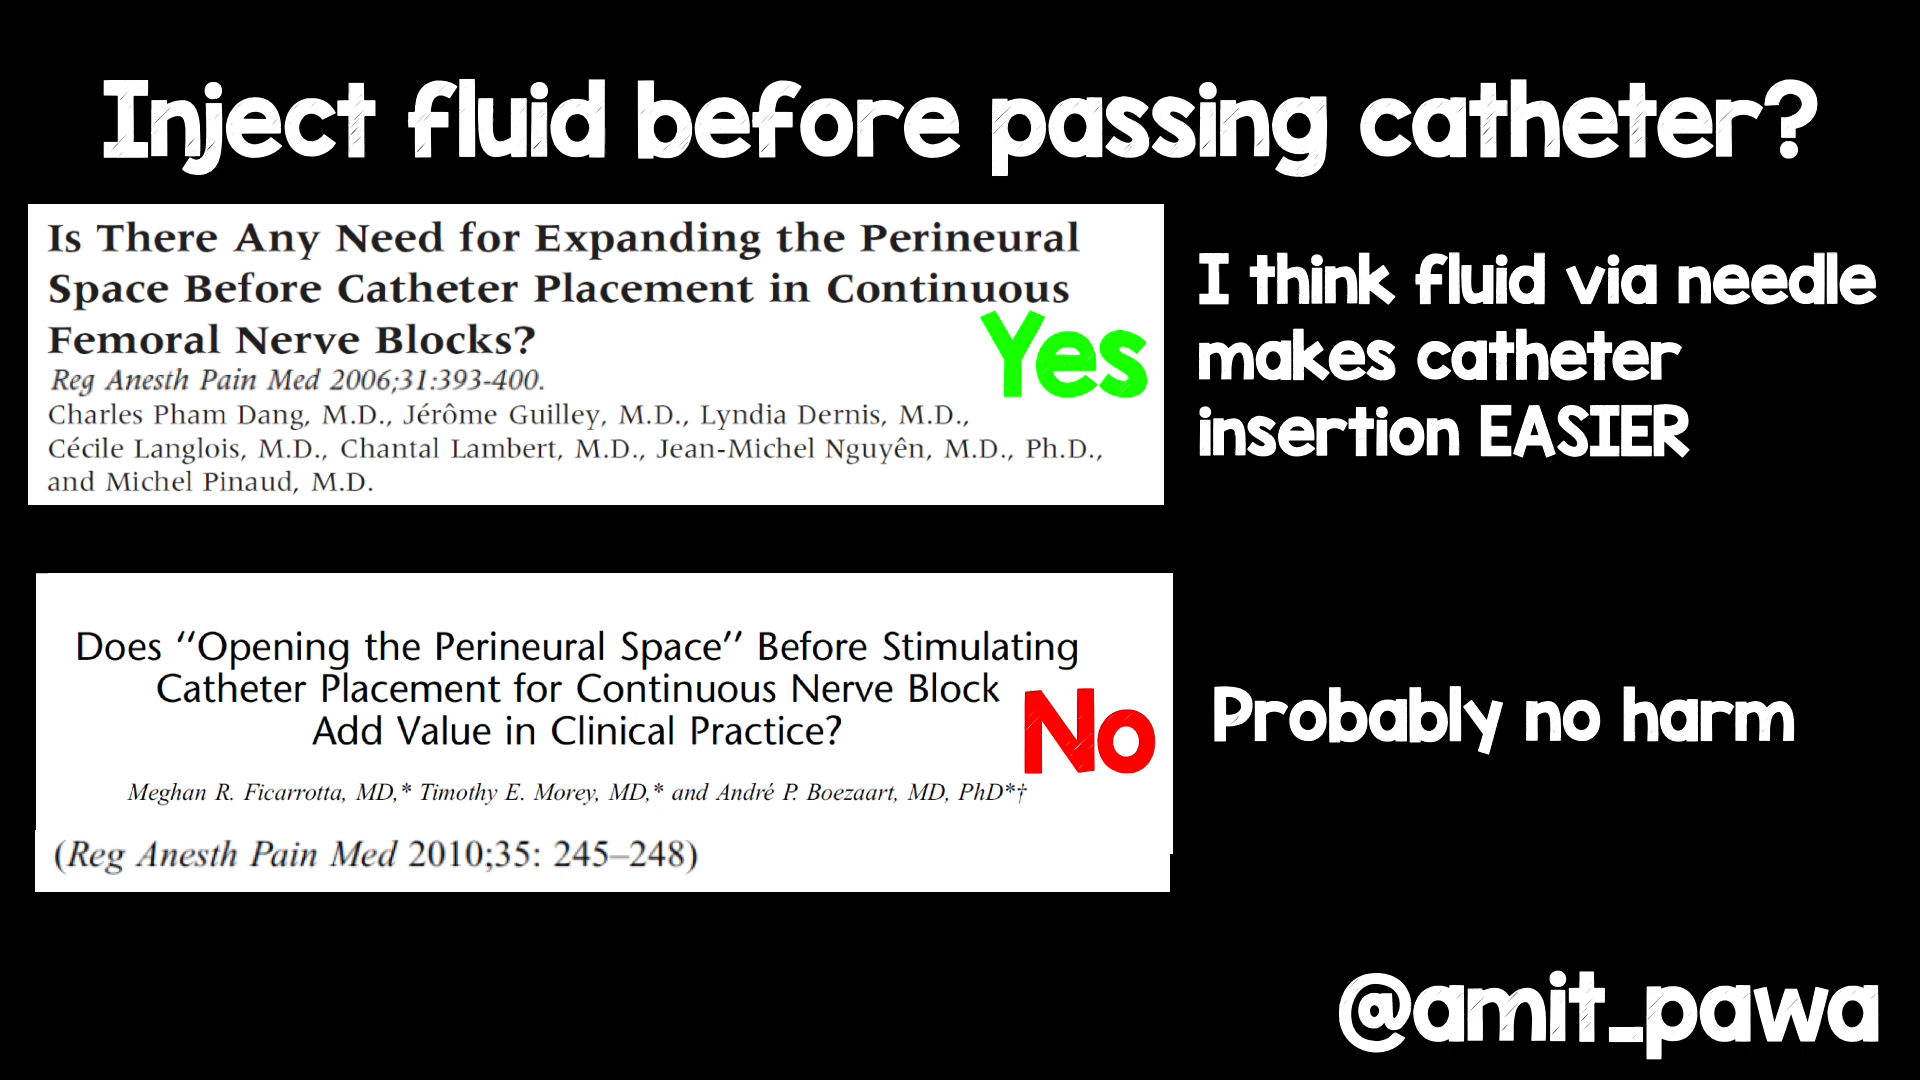 Inject fluid before passing catheter?
Is There Any Need for Expanding the Perineural
Space Before Catheter Placement in Continuous
Femoral Nerve Blocks?
Yes
Reg Anesth Pain Med 2006;31:393-400.
Charles Pham Dang, M.D., Jérôme Guilley, M.D., Lyndia Dernis, M.D.,
Cécile Langlois, M.D., Chantal Lambert, M.D., Jean-Michel Nguyên, M.D., Ph.D.,
and Michel Pinaud, M.D.
I think fluid via needle
makes catheter
insertion EASIER
Does "Opening the Perineural Space" Before Stimulating
Catheter Placement for Continuous Nerve Block
Add Value in Clinical Practice?
No
Meghan R. Ficarrotta, MD,* Timothy E. Morey, MD,* and André P. Boezaart, MD, PhD*†
(Reg Anesth Pain Med 2010;35: 245–248)
Probably no harm
@amit_pawa